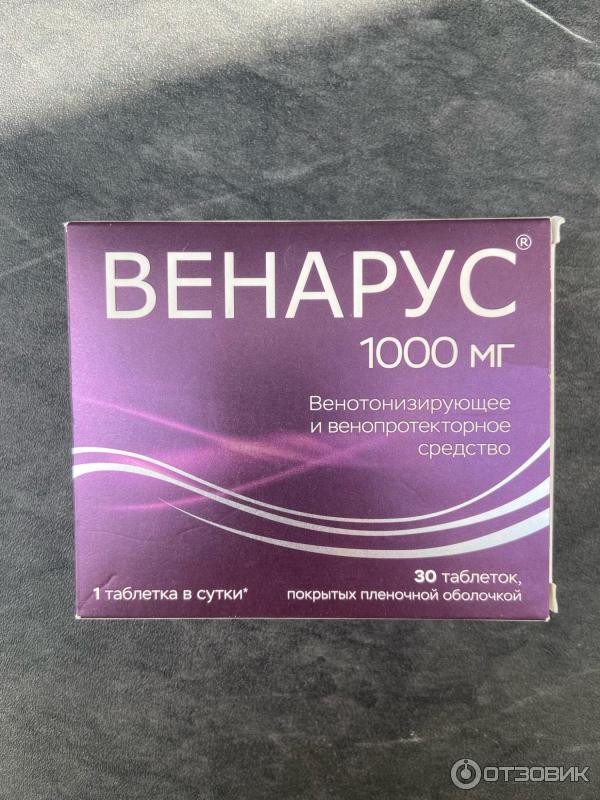 ВЕНАРУС®
1000 мг
Венотонизирующее
и венопротекторное
средство
30 таблеток,
1 таблетка в сутки*
покрытых пленочной оболочкой
ОТЗОВИК